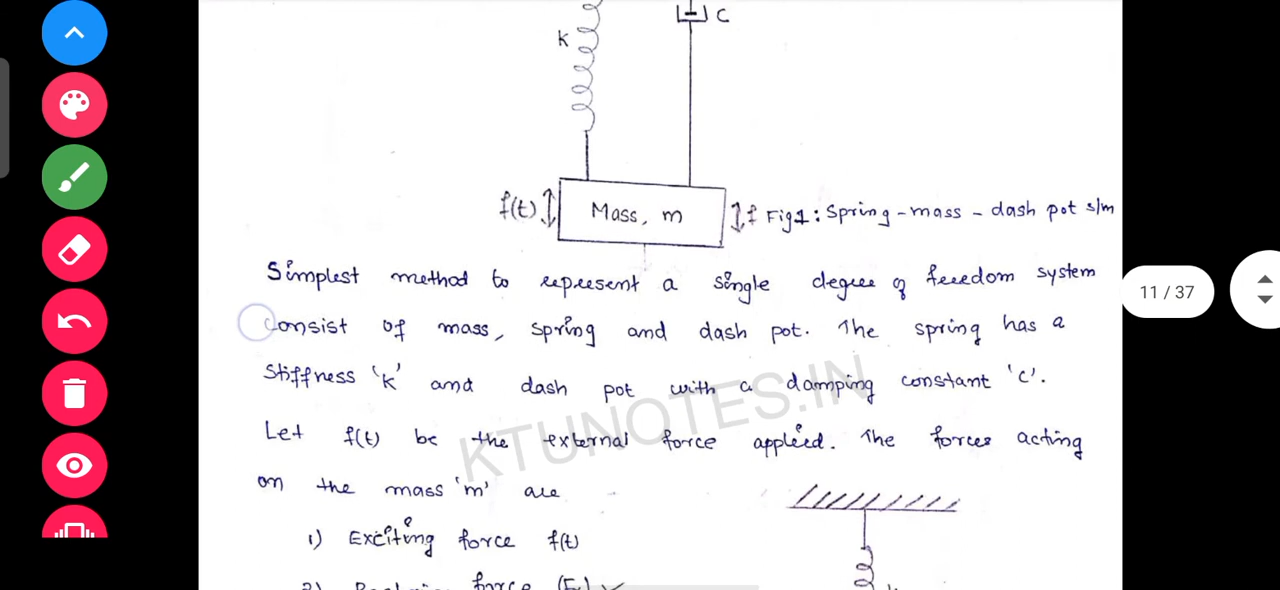 C
k
f(t)
Mass, m
f
Fig1: Spring - mass - dash pot s/m
Simplest method to represent a single degree of freedom system
consist of mass, spring and dash pot. The spring has a
stiffness 'k' and dash pot with a damping constant 'c'.
Let f(t) be the external force applied. The forces acting
on the mass 'm' are
1) Exciting force f(t)
2) force
KTUNOTES.IN
11 / 37